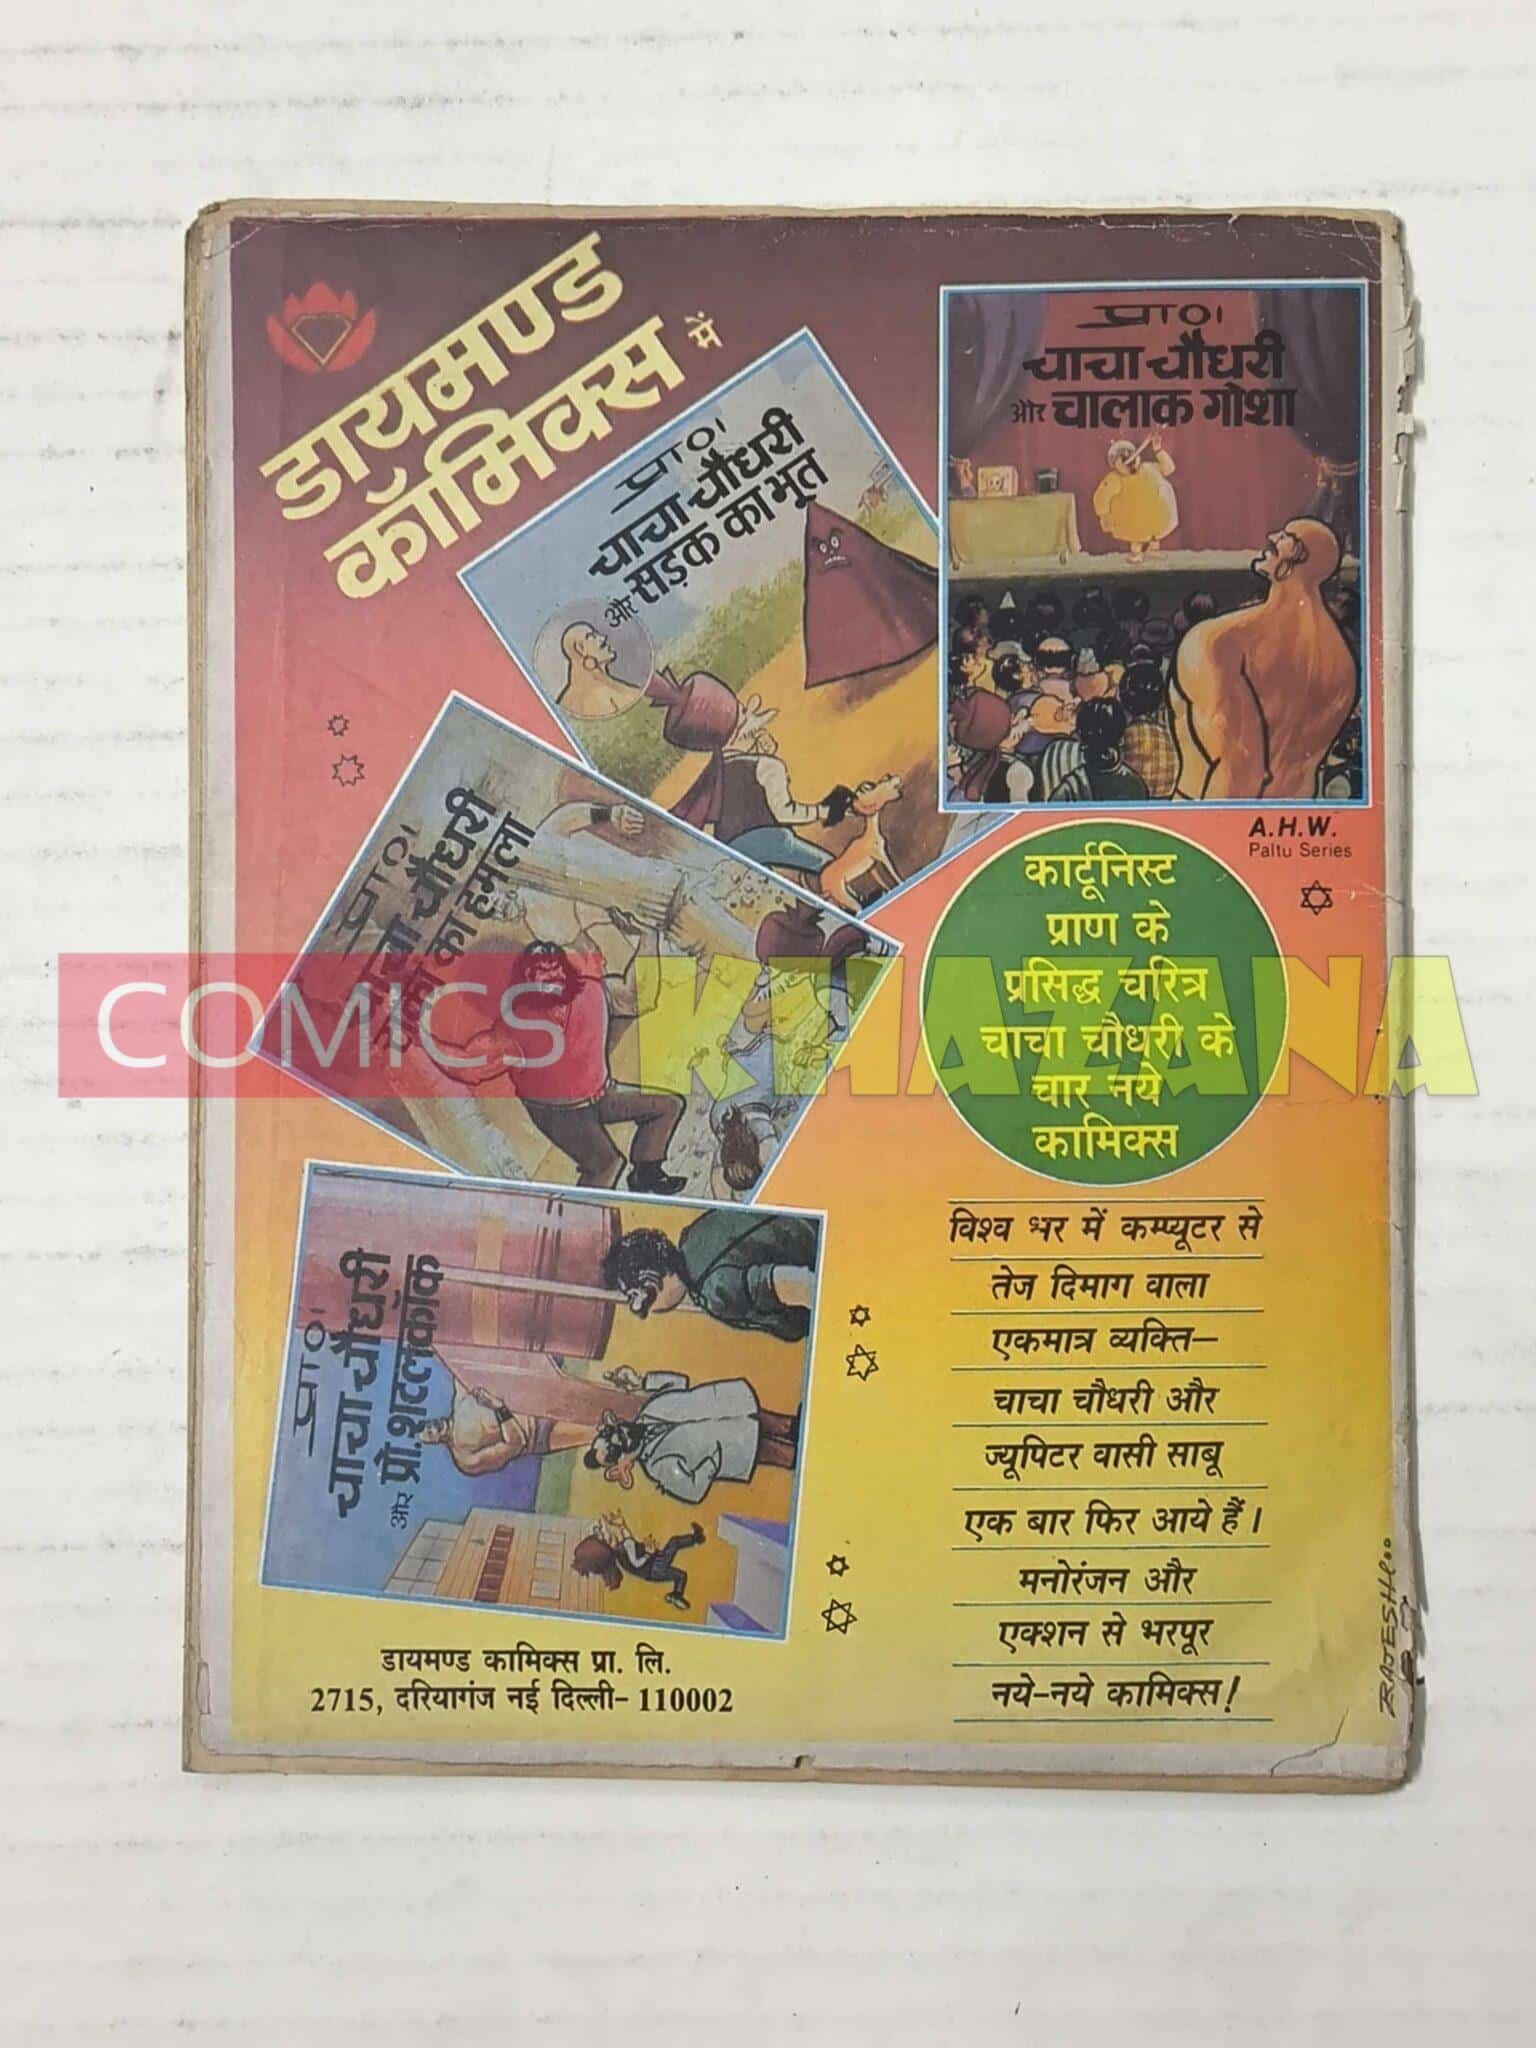 डायमण्ड
कॉमिक्स में
प्राण
चाचा चौधरी
और चालाक गोशा
प्राण
चाचा चौधरी
और सड़क का भूत
A.H.W.
Paltu Series
प्राण
चाचा चौधरी
का हमला
COMICS KHAZANA
कार्टूनिस्ट
प्राण के
प्रसिद्ध चरित्र
चाचा चौधरी के
चार नये
कामिक्स
प्राण
चाचा चौधरी
और प्रो. शटलकॉक
विश्व भर में कम्प्यूटर से
तेज दिमाग वाला
एकमात्र व्यक्ति–
चाचा चौधरी और
ज्यूपिटर वासी साबू
एक बार फिर आये हैं।
मनोरंजन और
एक्शन से भरपूर
नये-नये कामिक्स!
डायमण्ड कामिक्स प्रा. लि.
2715, दरियागंज नई दिल्ली- 110002